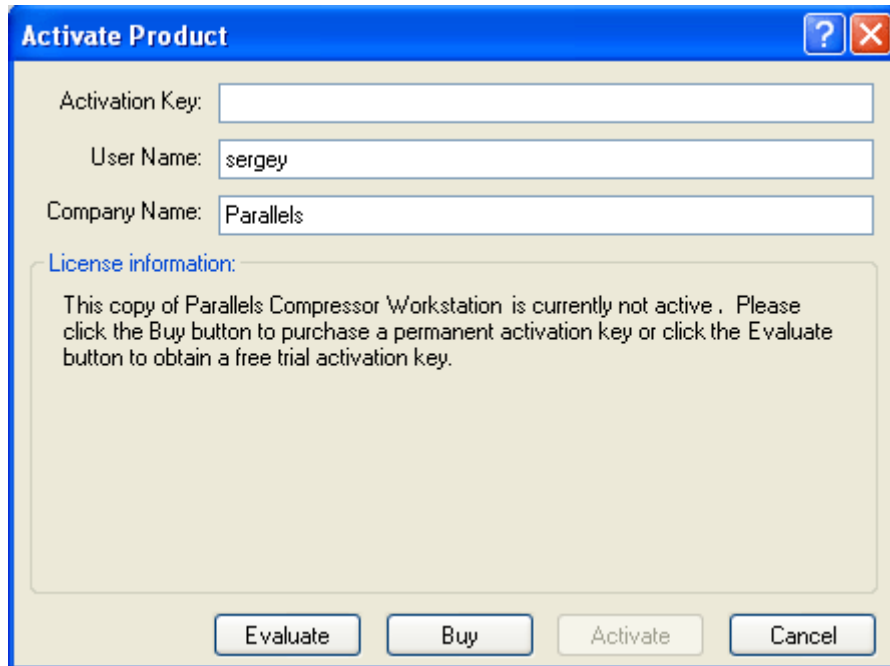 Activate Product
Activation Key:
User Name: sergey
Company Name: Parallels
License information:
This copy of Parallels Compressor Workstation is currently not active . Please
click the Buy button to purchase a permanent activation key or click the Evaluate
button to obtain a free trial activation key.
Evaluate Buy Activate Cancel